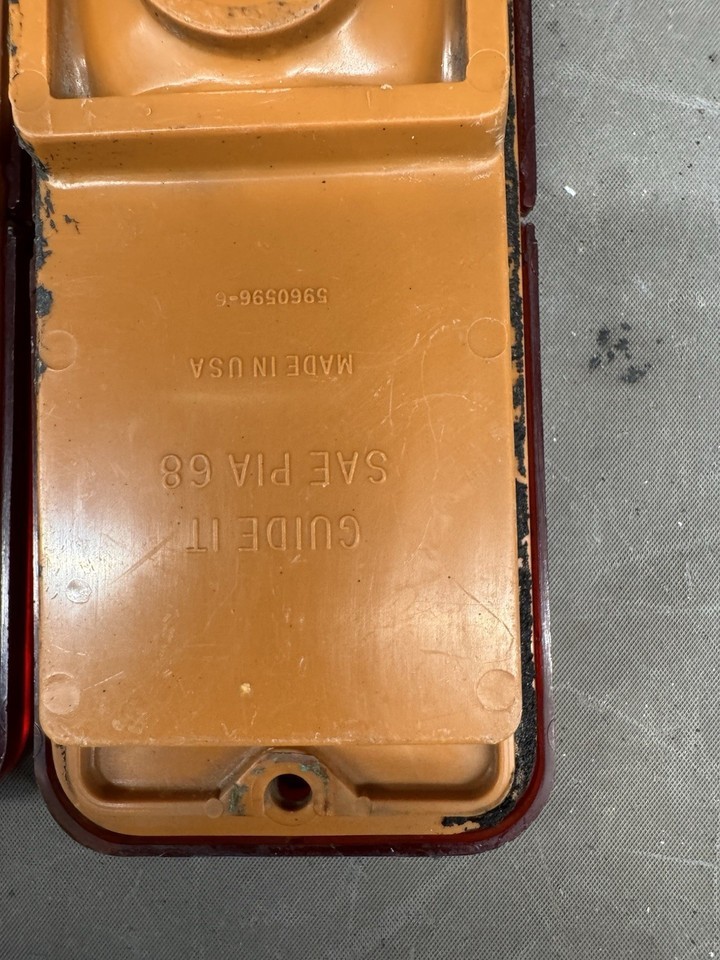 GUIDE IT
SAE PIA 68
MADE IN USA
5960596-6